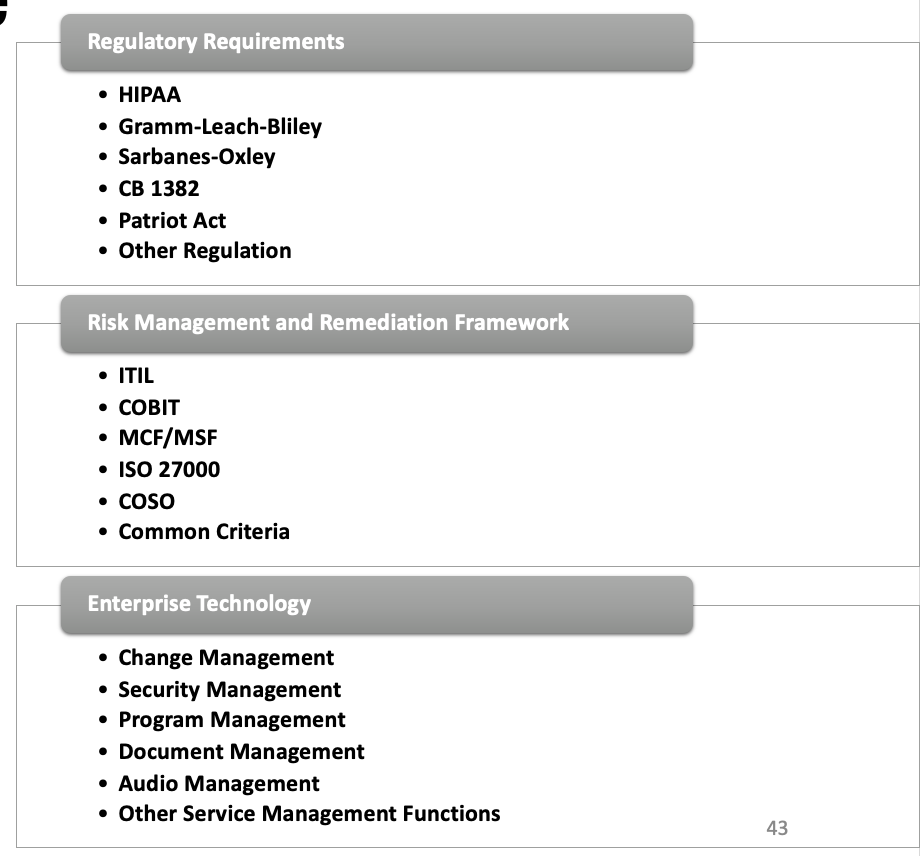 Regulatory Requirements
• HIPAA
• Gramm-Leach-Bliley
• Sarbanes-Oxley
• CB 1382
• Patriot Act
• Other Regulation
Risk Management and Remediation Framework
• ITIL
• COBIT
• MCF/MSF
• ISO 27000
• COSO
• Common Criteria
Enterprise Technology
• Change Management
• Security Management
• Program Management
• Document Management
• Audio Management
• Other Service Management Functions
43